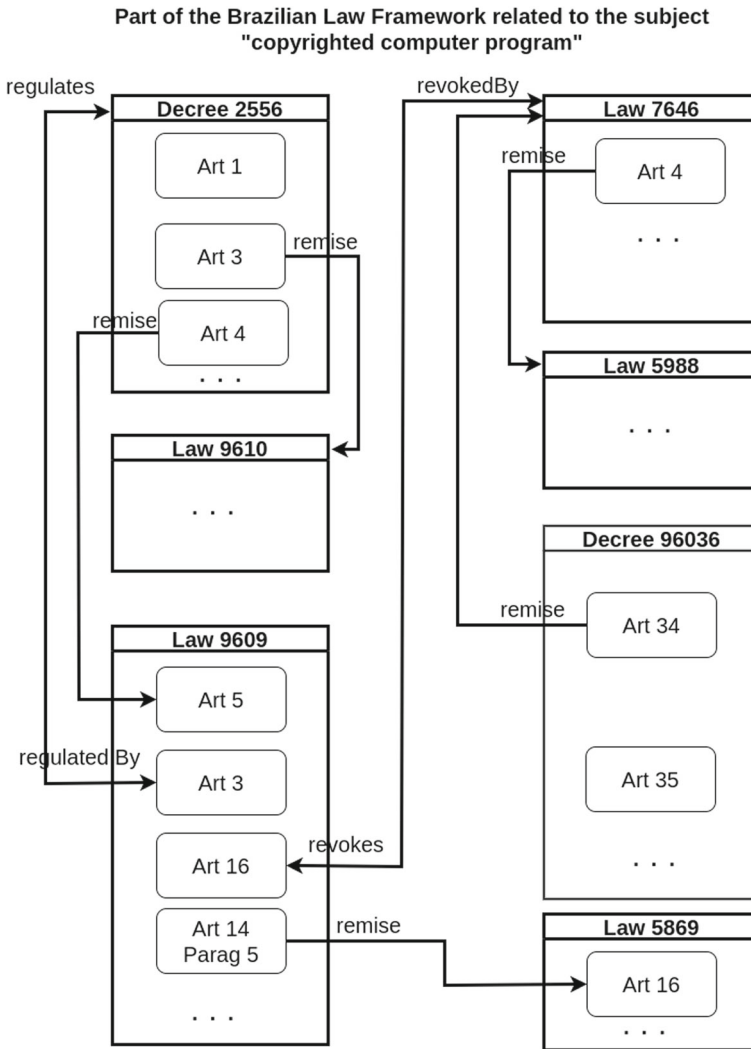 Part of the Brazilian Law Framework related to the subject
"copyrighted computer program"
regulates
Decree 2556
Art 1
Art 3
remise
remise
Art 4
. . .
Law 9610
. . .
Law 9609
Art 5
regulated By
Art 3
Art 16
revokes
Art 14
Parag 5
remise
. . .
revokedBy
Law 7646
remise
Art 4
. . .
Law 5988
. . .
Decree 96036
remise
Art 34
Art 35
. . .
Law 5869
Art 16
. . .